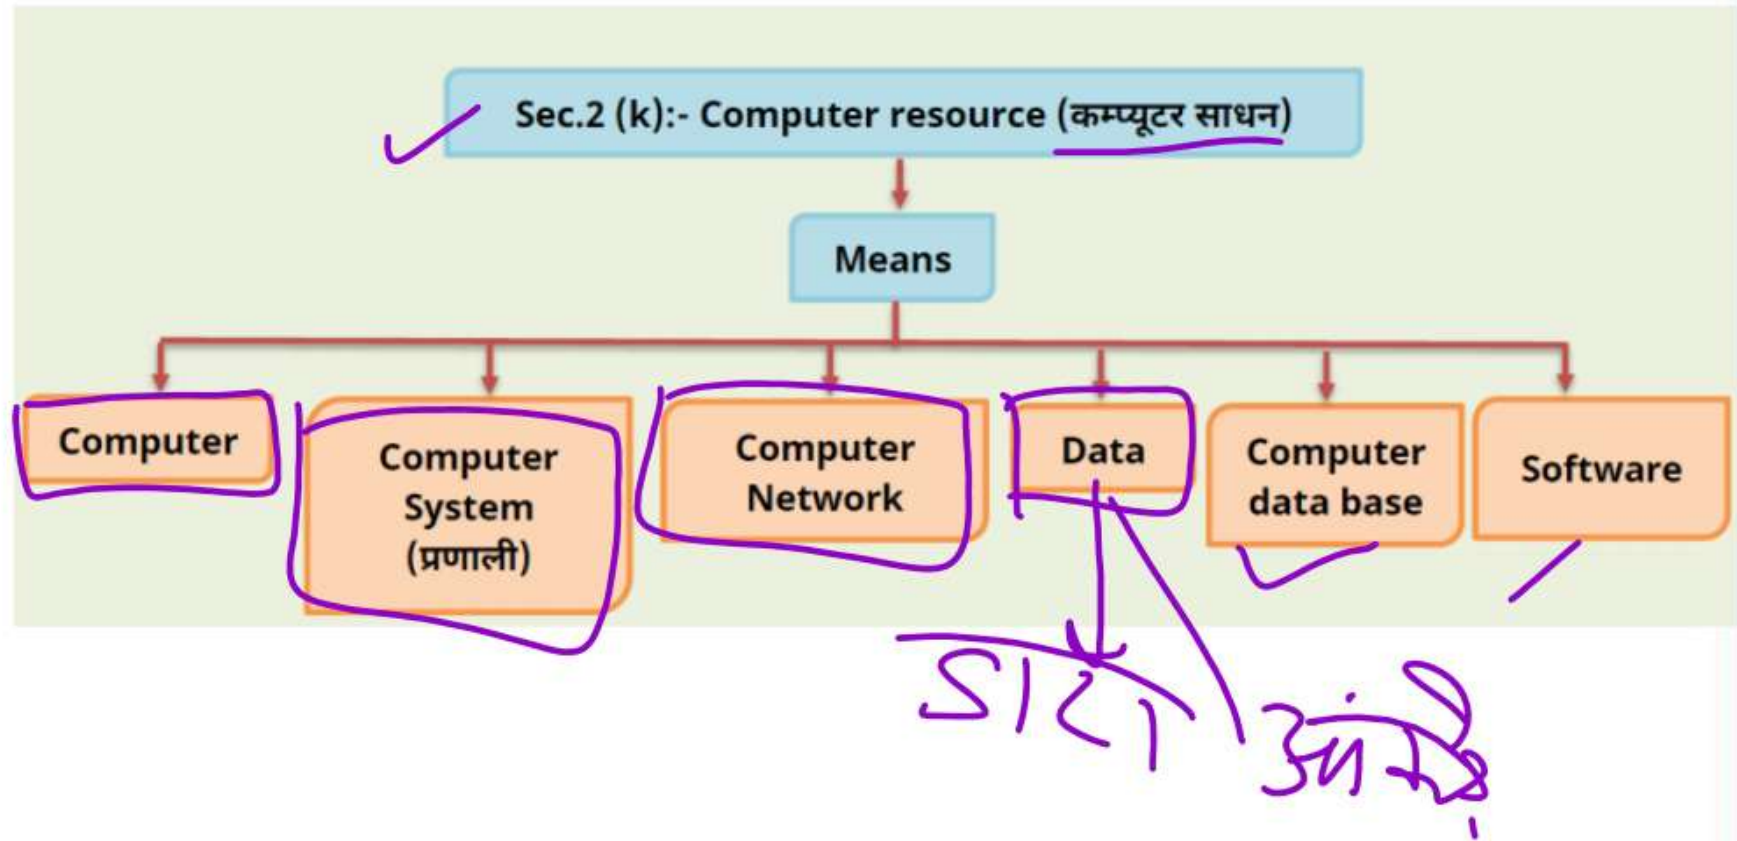 Sec.2 (k):- Computer resource (कम्प्यूटर साधन)
Means
Computer
Computer
System
(प्रणाली)
Computer
Network
Data
Computer
data base
Software
डाटा
आंकड़े